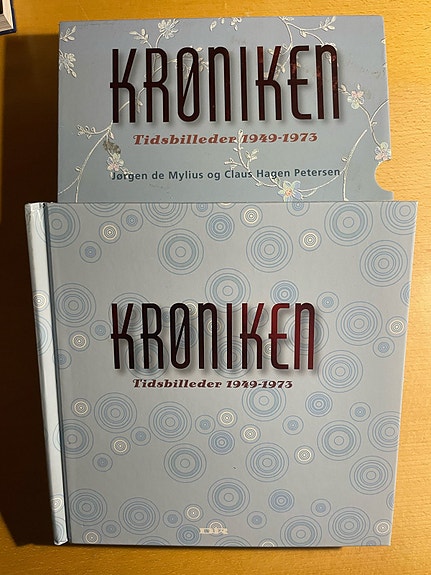 KRØNIKEN
Tidsbilleder 1949-1973
Jørgen de Mylius og Claus Hagen Petersen
KRØNIKEN
Tidsbilleder 1949-1973
DR